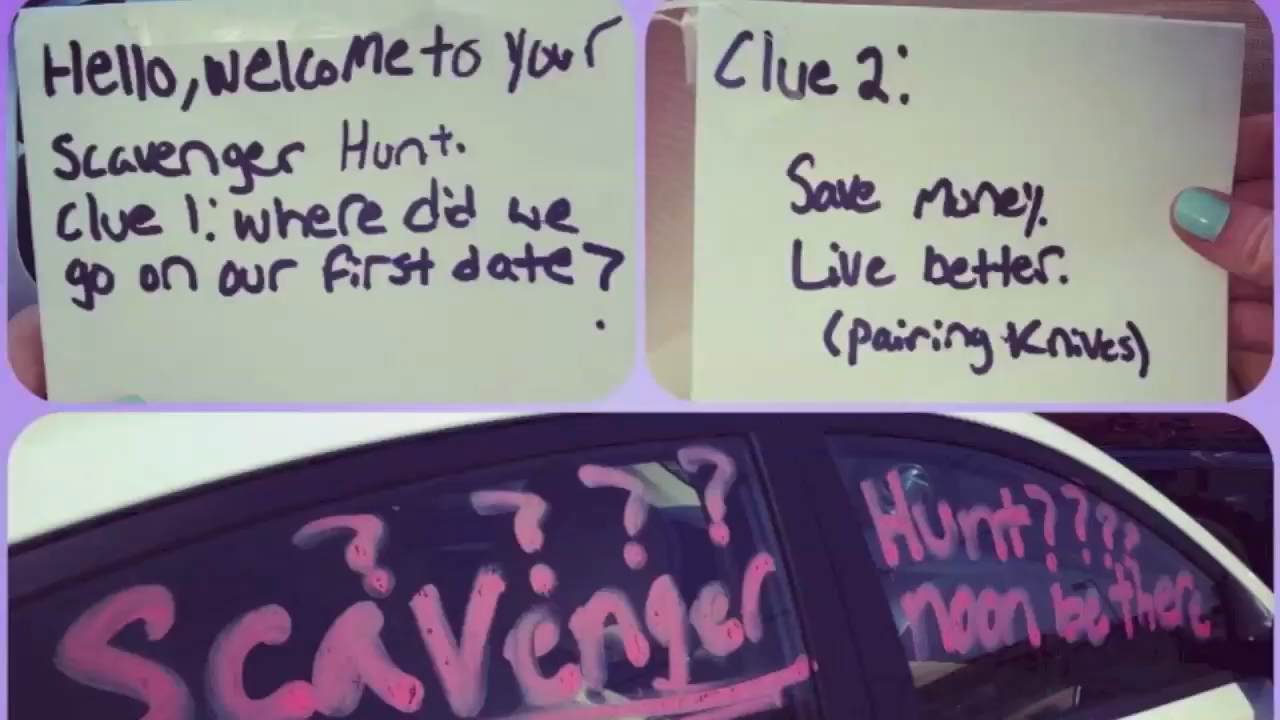 Hello, welcome to your
Scavenger Hunt.
Clue 1: where did we
go on our first date?
Clue 2:
Save money.
Live better.
(pairing knives)
? ? ? ?
Scavenger
Hunt????
noon be there